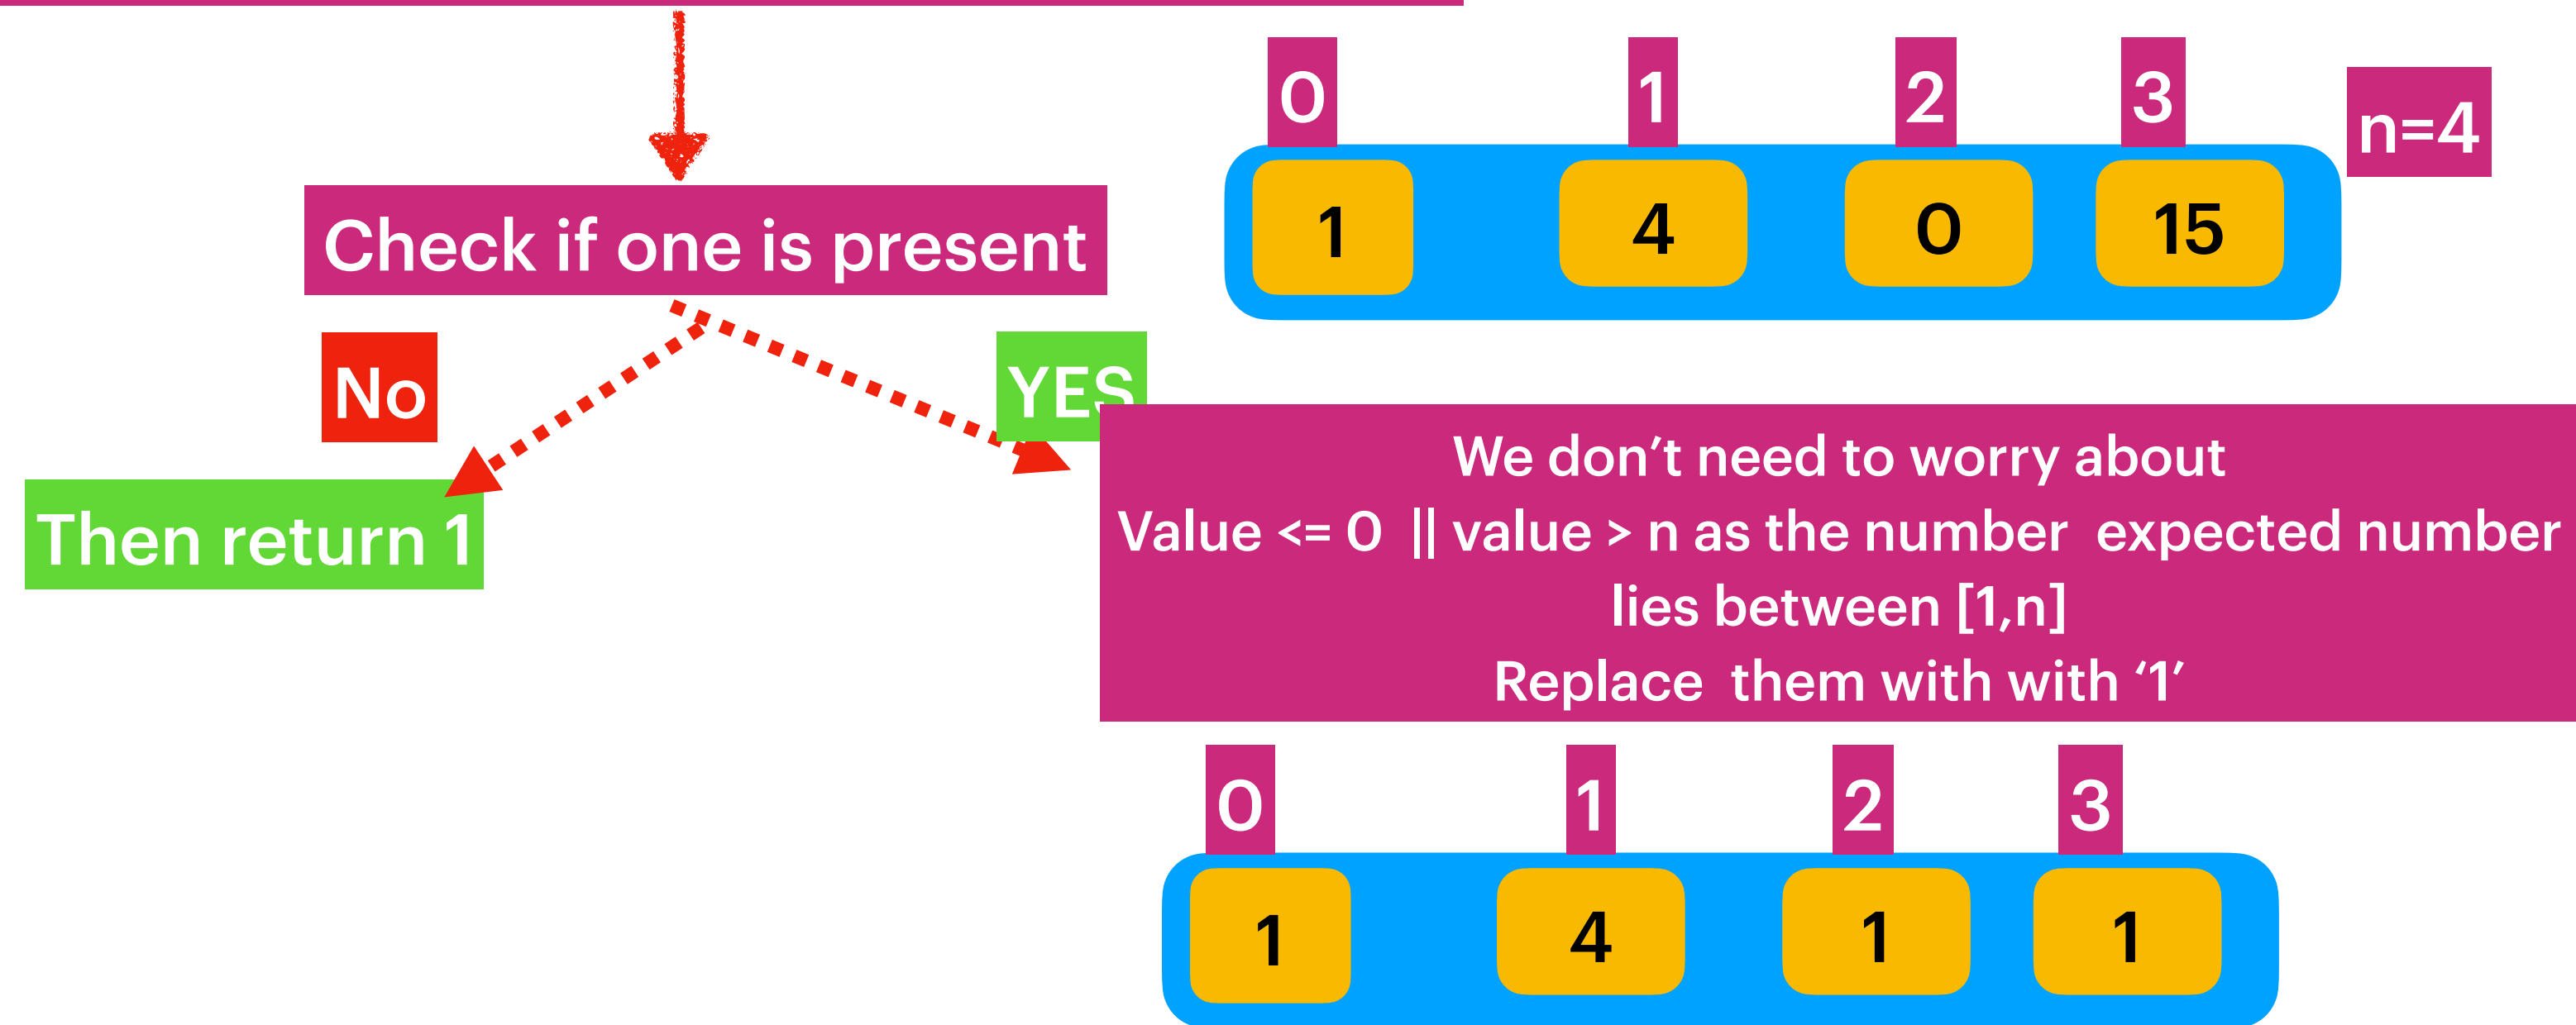 0 1 2 3
n=4
1 4 0 15
Check if one is present
No
YES
Then return 1
We don’t need to worry about
Value <= 0 || value > n as the number expected number
lies between [1,n]
Replace them with with ‘1’
0 1 2 3
1 4 1 1